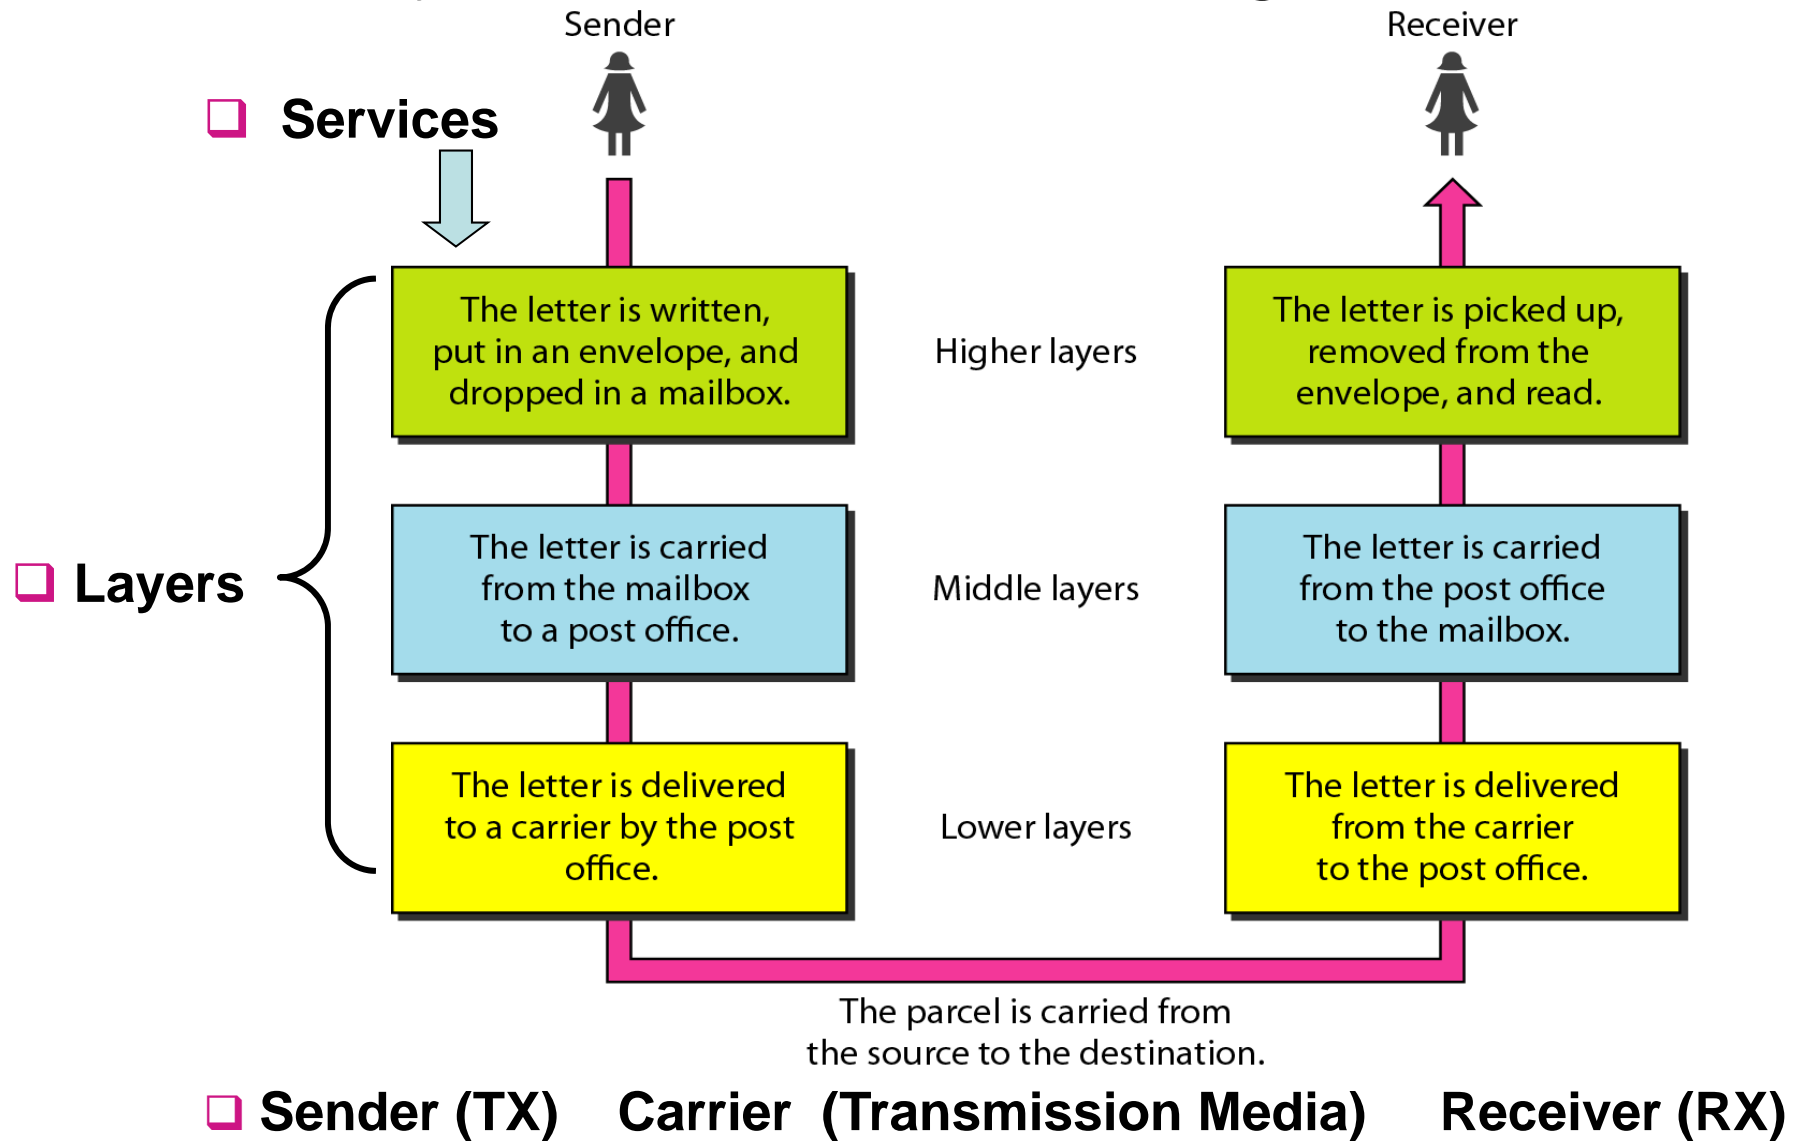 Sender
Receiver
Services
The letter is written,
put in an envelope, and
dropped in a mailbox.
Higher layers
The letter is picked up,
removed from the
envelope, and read.
Layers
The letter is carried
from the mailbox
to a post office.
Middle layers
The letter is carried
from the post office
to the mailbox.
The letter is delivered
to a carrier by the post
office.
Lower layers
The letter is delivered
from the carrier
to the post office.
The parcel is carried from
the source to the destination.
Sender (TX) Carrier (Transmission Media) Receiver (RX)